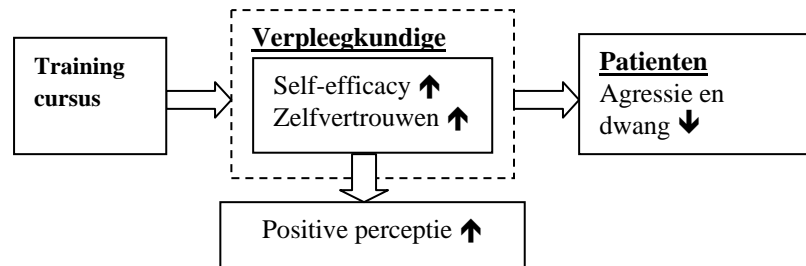 Training
cursus
Verpleegkundige
Self-efficacy 🡹
Zelfvertrouwen 🡹
Patienten
Agressie en
dwang 🡻
Positive perceptie 🡹